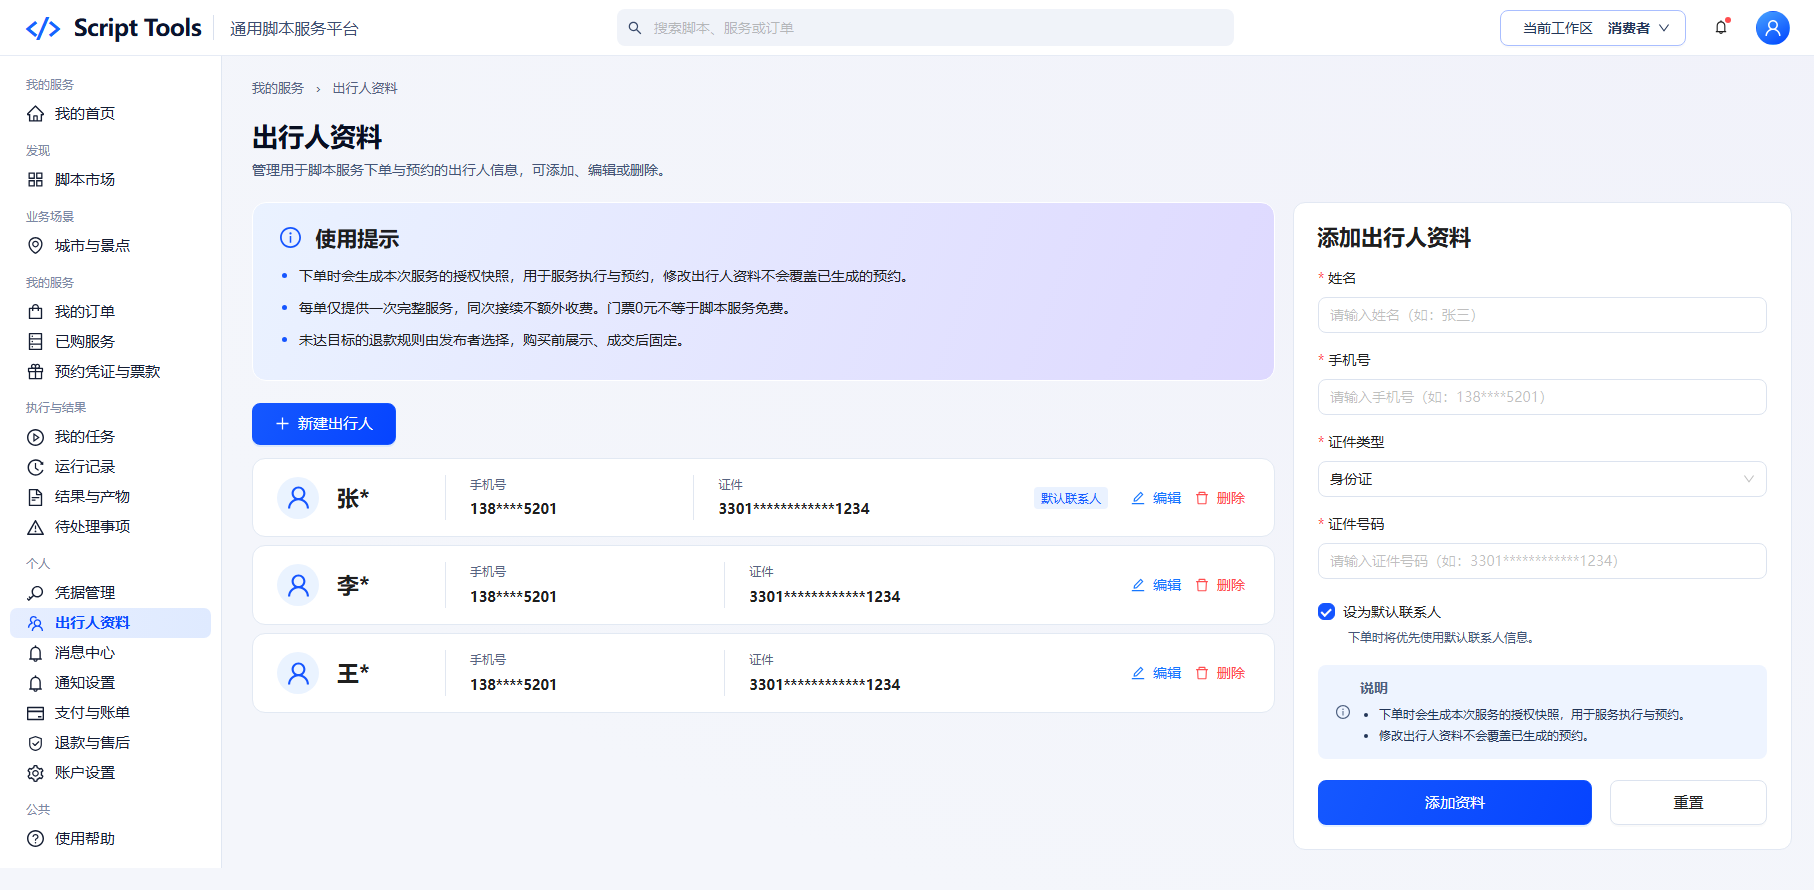 Script Tools
通用脚本服务平台
搜索脚本、服务或订单
当前工作区 消费者
我的服务
我的首页
发现
脚本市场
业务场景
城市与景点
我的服务
我的订单
已购服务
预约凭证与票款
执行与结果
我的任务
运行记录
结果与产物
待处理事项
个人
凭据管理
出行人资料
消息中心
通知设置
支付与账单
退款与售后
账户设置
公共
使用帮助
我的服务 › 出行人资料
出行人资料
管理用于脚本服务下单与预约的出行人信息，可添加、编辑或删除。
使用提示
• 下单时会生成本次服务的授权快照，用于服务执行与预约，修改出行人资料不会覆盖已生成的预约。
• 每单仅提供一次完整服务，同次接续不额外收费。门票0元不等于脚本服务免费。
• 未达目标的退款规则由发布者选择，购买前展示、成交后固定。
+ 新建出行人
张*
手机号
138****5201
证件
3301************1234
默认联系人
编辑
删除
李*
手机号
138****5201
证件
3301************1234
编辑
删除
王*
手机号
138****5201
证件
3301************1234
编辑
删除
添加出行人资料
* 姓名
请输入姓名（如：张三）
* 手机号
请输入手机号（如：138****5201）
* 证件类型
身份证
* 证件号码
请输入证件号码（如：3301************1234）
设为默认联系人
下单时将优先使用默认联系人信息。
说明
• 下单时会生成本次服务的授权快照，用于服务执行与预约。
• 修改出行人资料不会覆盖已生成的预约。
添加资料
重置